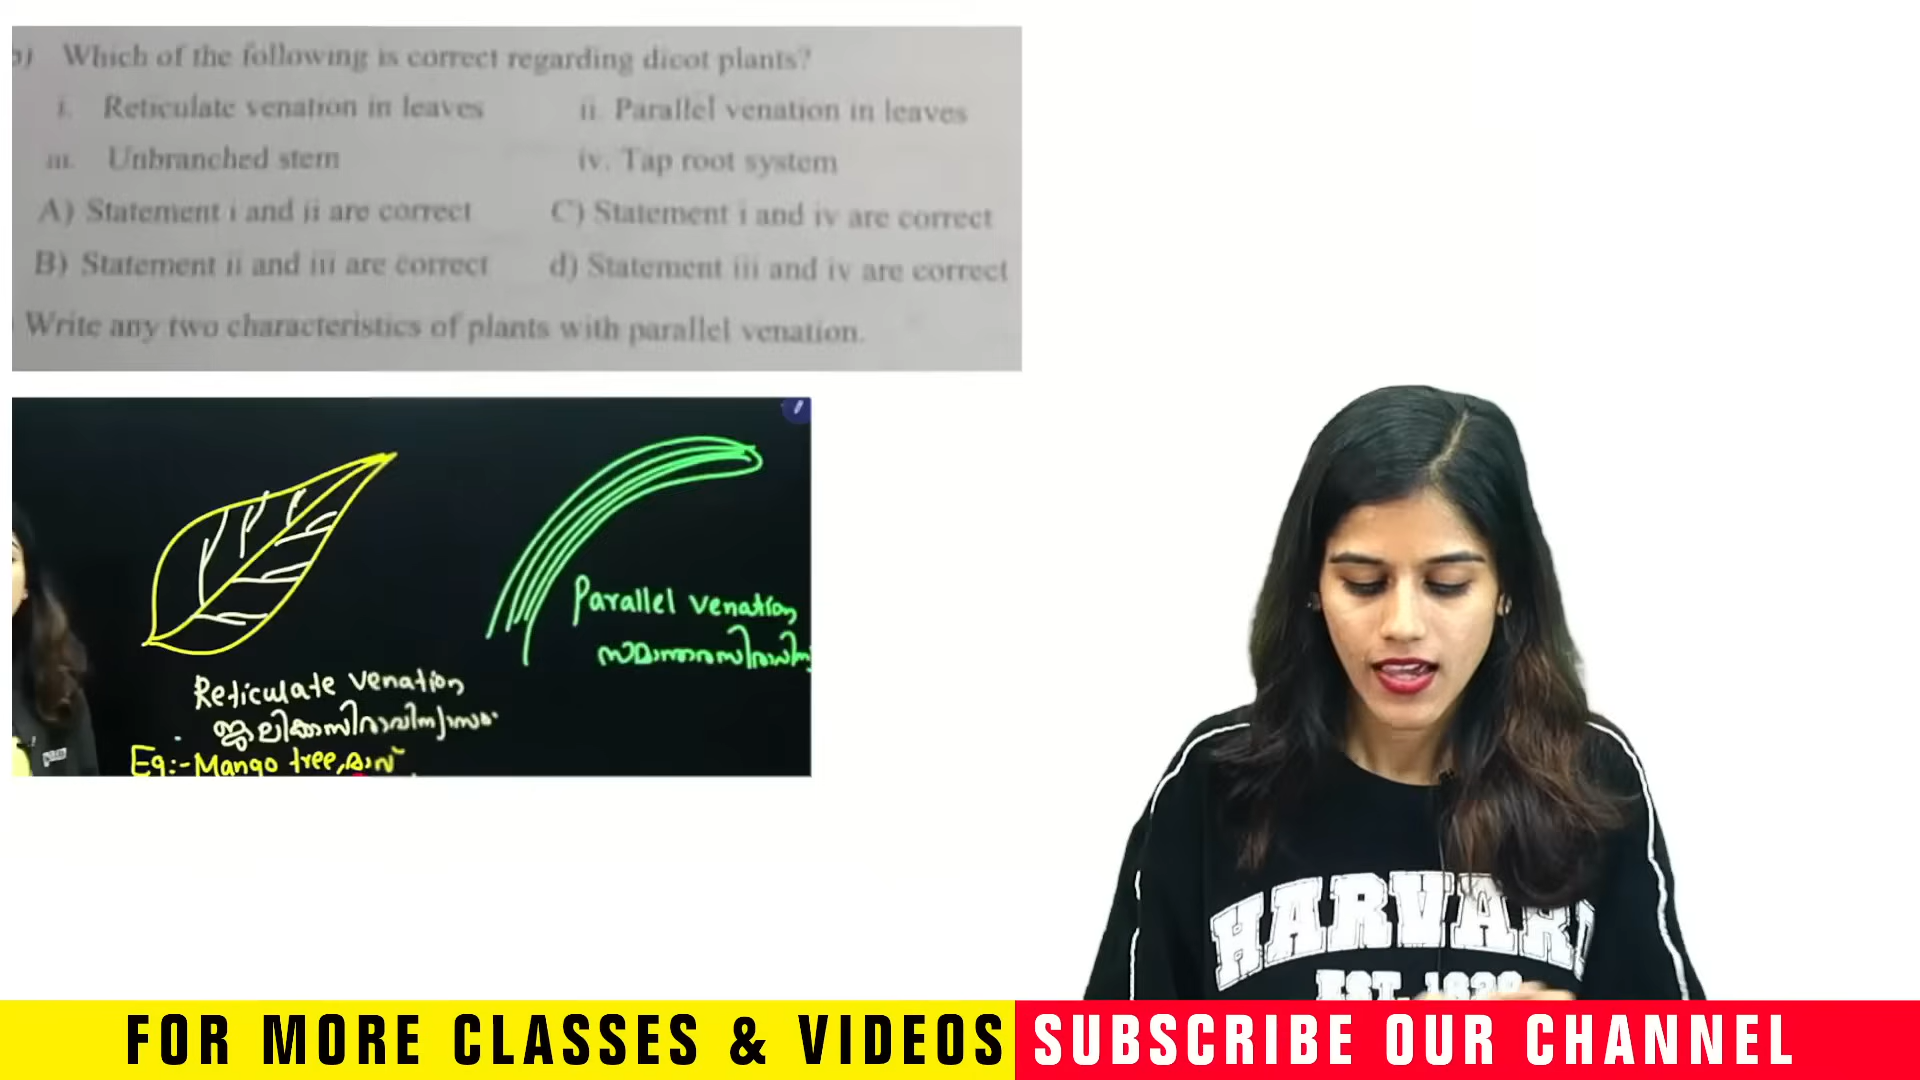 b) Which of the following is correct regarding dicot plants?
i. Reticulate venation in leaves ii. Parallel venation in leaves
iii. Unbranched stem iv. Tap root system
A) Statement i and ii are correct C) Statement i and iv are correct
B) Statement ii and iii are correct d) Statement iii and iv are correct
Write any two characteristics of plants with parallel venation.
Parallel venation
Reticulate venation
Eg:- Mango tree,
HARVARD
EST. 1636
FOR MORE CLASSES & VIDEOS SUBSCRIBE OUR CHANNEL